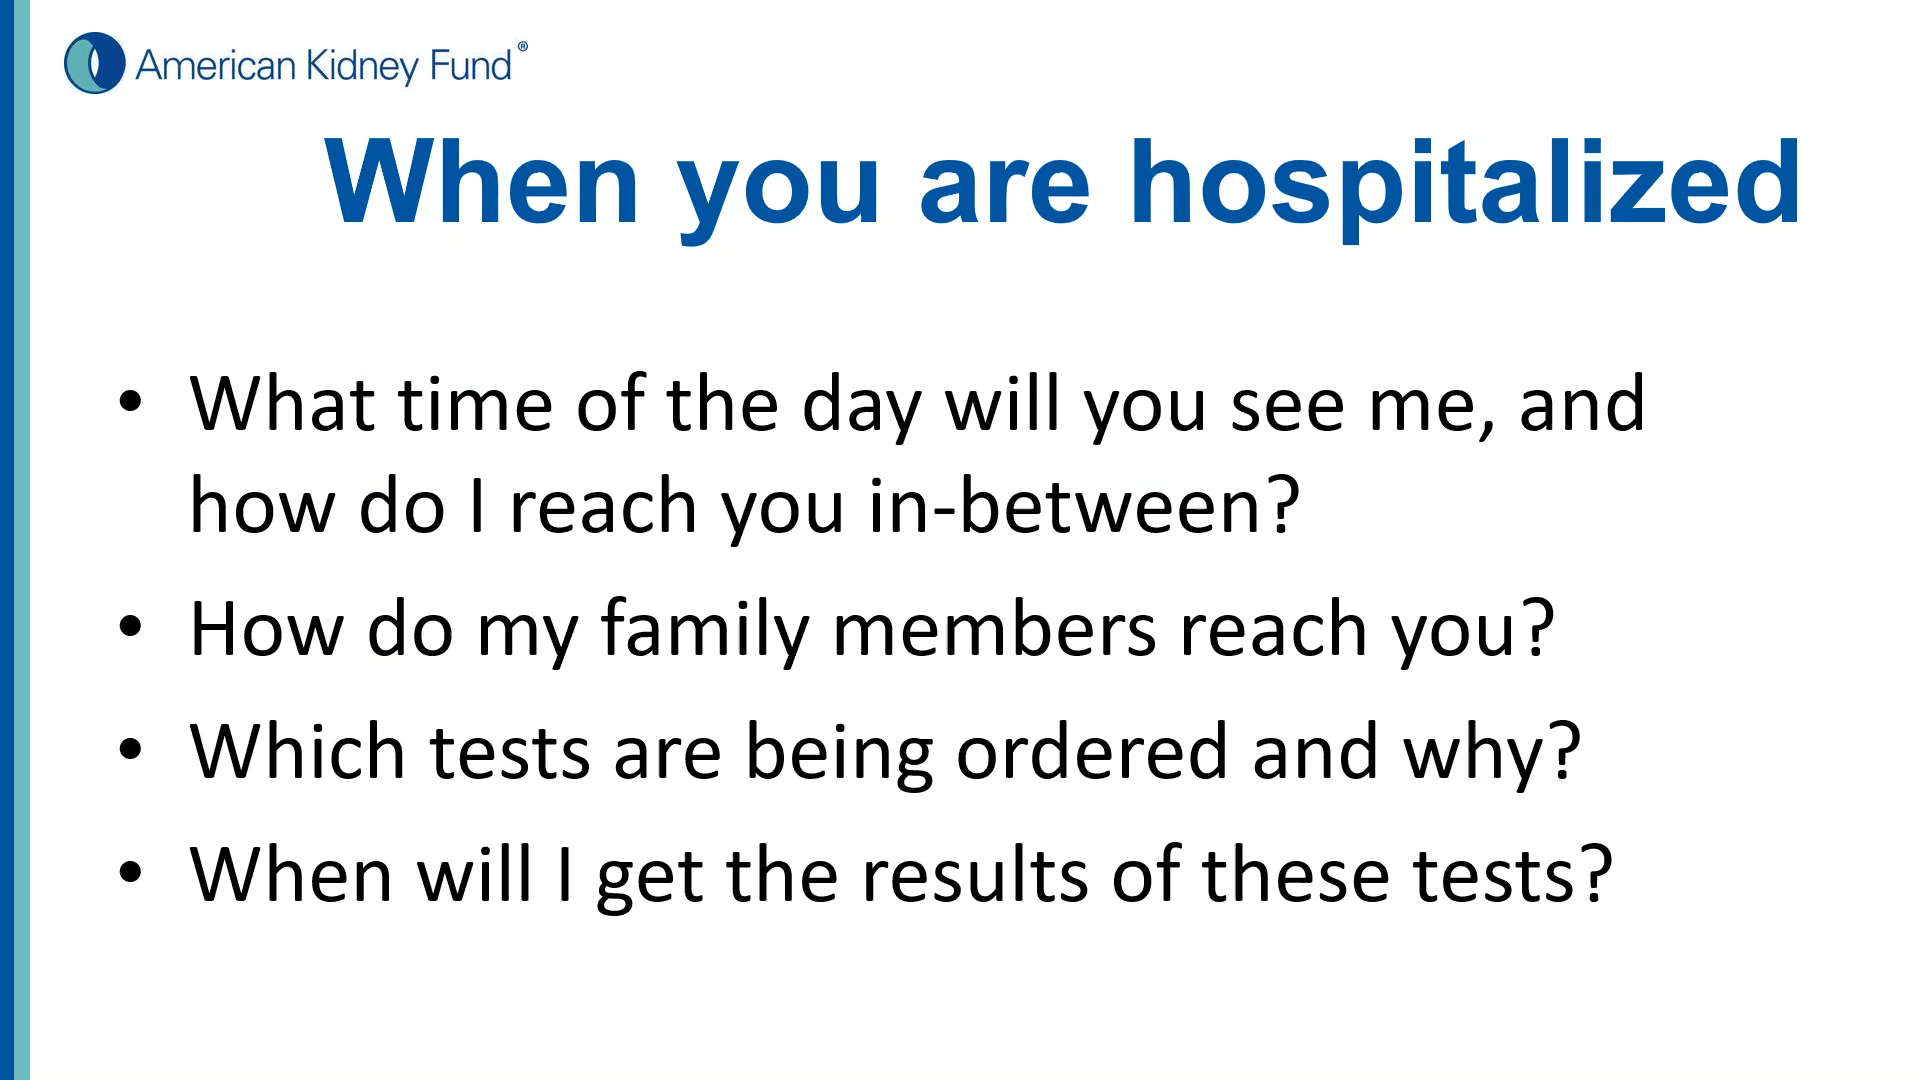 American Kidney Fund®
When you are hospitalized
• What time of the day will you see me, and
how do I reach you in-between?
• How do my family members reach you?
• Which tests are being ordered and why?
• When will I get the results of these tests?